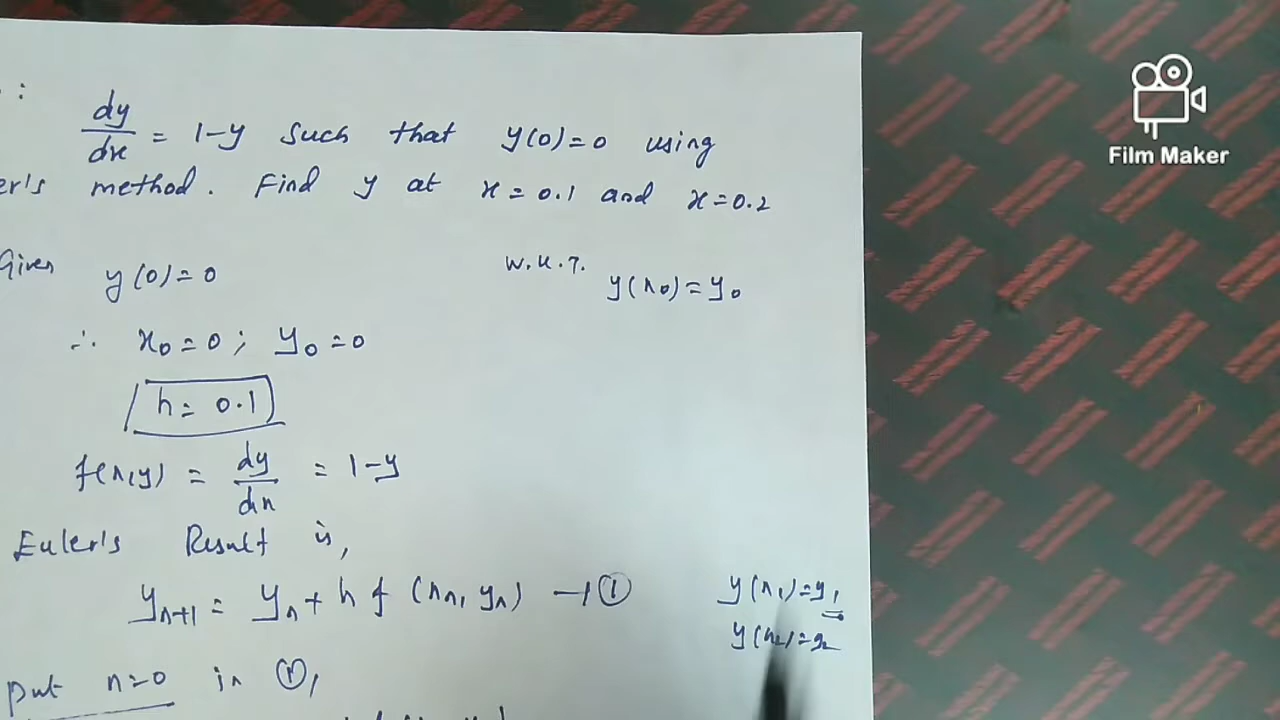 :
dy/dx = 1-y such that y(0)=0 using
er's method. Find y at x=0.1 and x=0.2
Given y(0)=0 W.K.T. y(x0)=y0
∴ x0=0; y0=0
h=0.1
f(x,y) = dy/dx = 1-y
Euler's Result is,
yn+1 = yn + h f (xn, yn) —①
y(x1)=y1
y(x2)=y2
put n=0 in ①,
Film Maker